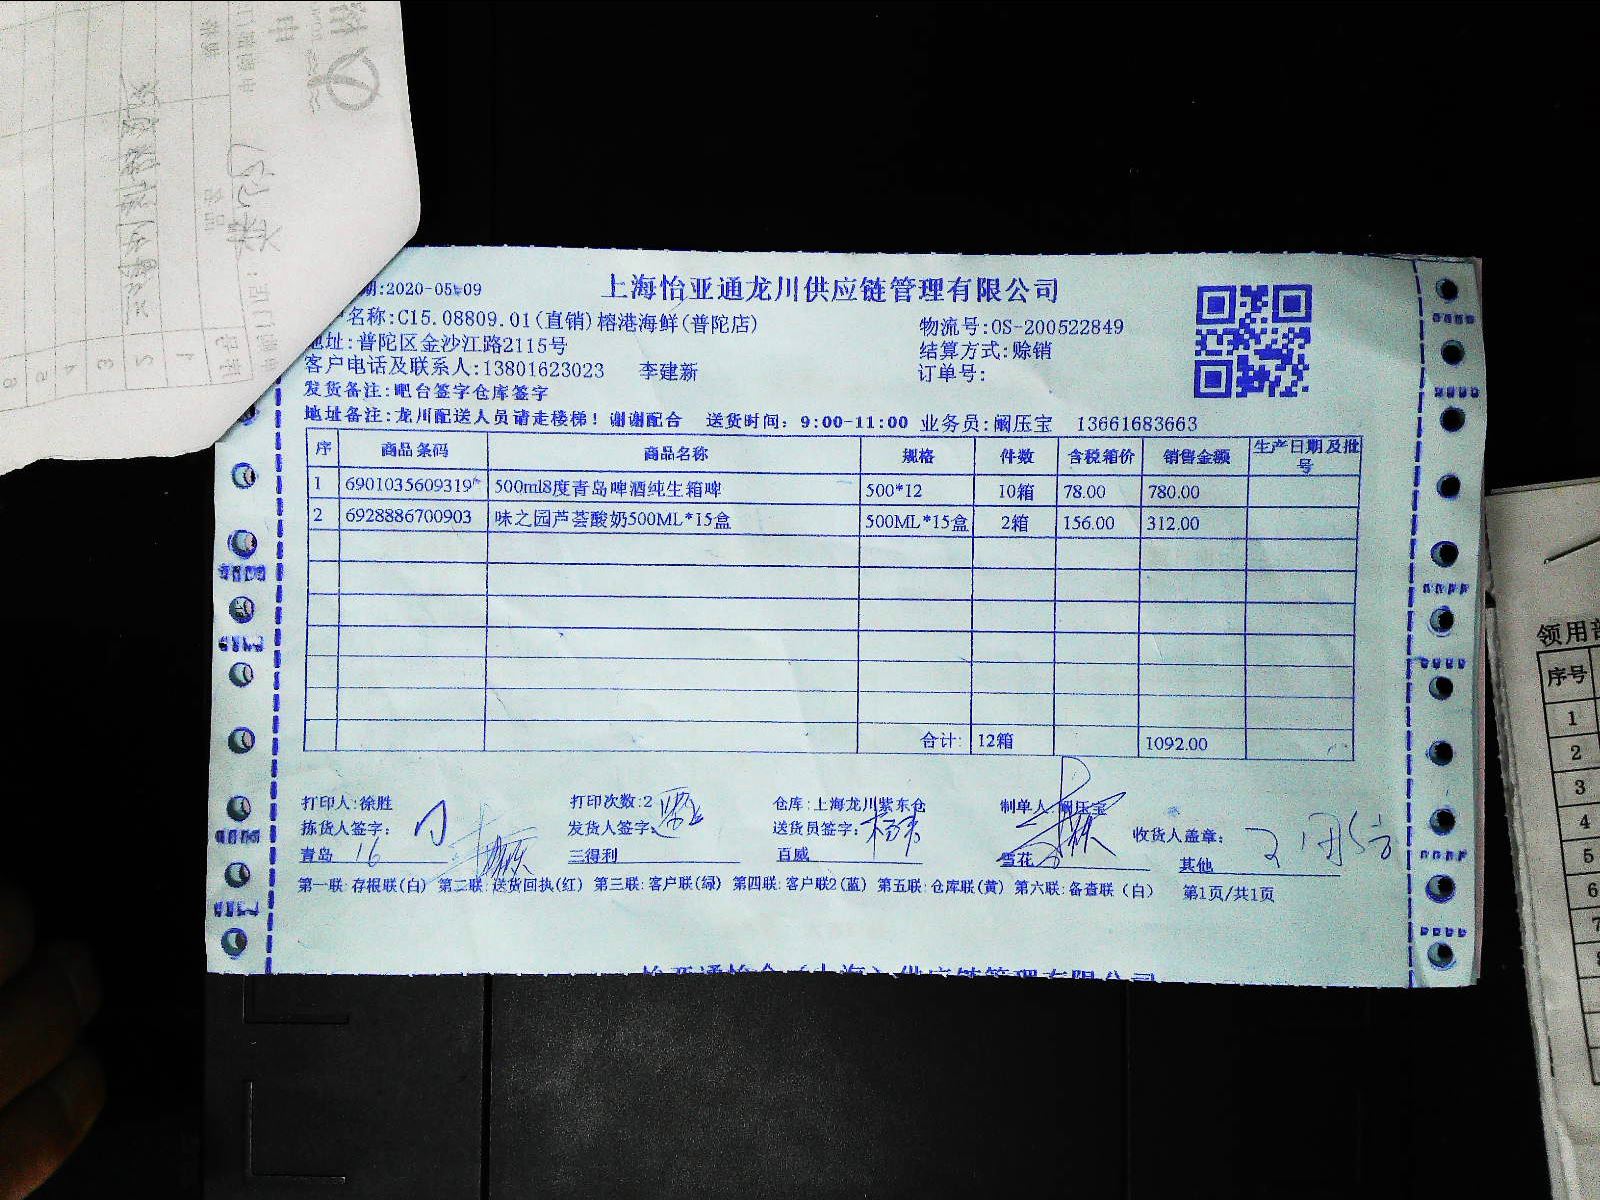 上海怡亚通龙川供应链管理有限公司
期:2020-05-09
名称:C15.08809.01(直销)榕港海鲜(普陀店)
物流号:OS-200522849
地址:普陀区金沙江路2115号
结算方式:赊销
客户电话及联系人:13801623023 李建新
订单号:
发货备注:吧台签字仓库签字
地址备注:龙川配送人员请走楼梯！谢谢配合 送货时间：9:00-11:00 业务员:阚压宝 13661683663
序 商品条码 商品名称 规格 件数 含税箱价 销售金额 生产日期及批号
1 6901035609319* 500ml8度青岛啤酒纯生箱啤 500*12 10箱 78.00 780.00
2 6928886700903 味之园芦荟酸奶500ML*15盒 500ML*15盒 2箱 156.00 312.00
合计: 12箱 1092.00
打印人:徐胜 打印次数:2 仓库:上海龙川紫东仓 制单人:阚压宝
拣货人签字： 发货人签字: 送货员签字: 收货人盖章：
青岛 16 三得利 百威 雪花 其他
第一联:存根联(白) 第二联:送货回执(红) 第三联:客户联(绿) 第四联:客户联2(蓝) 第五联:仓库联(黄) 第六联:备查联（白） 第1页/共1页
怡亚通怡合（上海）供应链管理有限公司
领用
序号
1
2
3
4
5
6
7